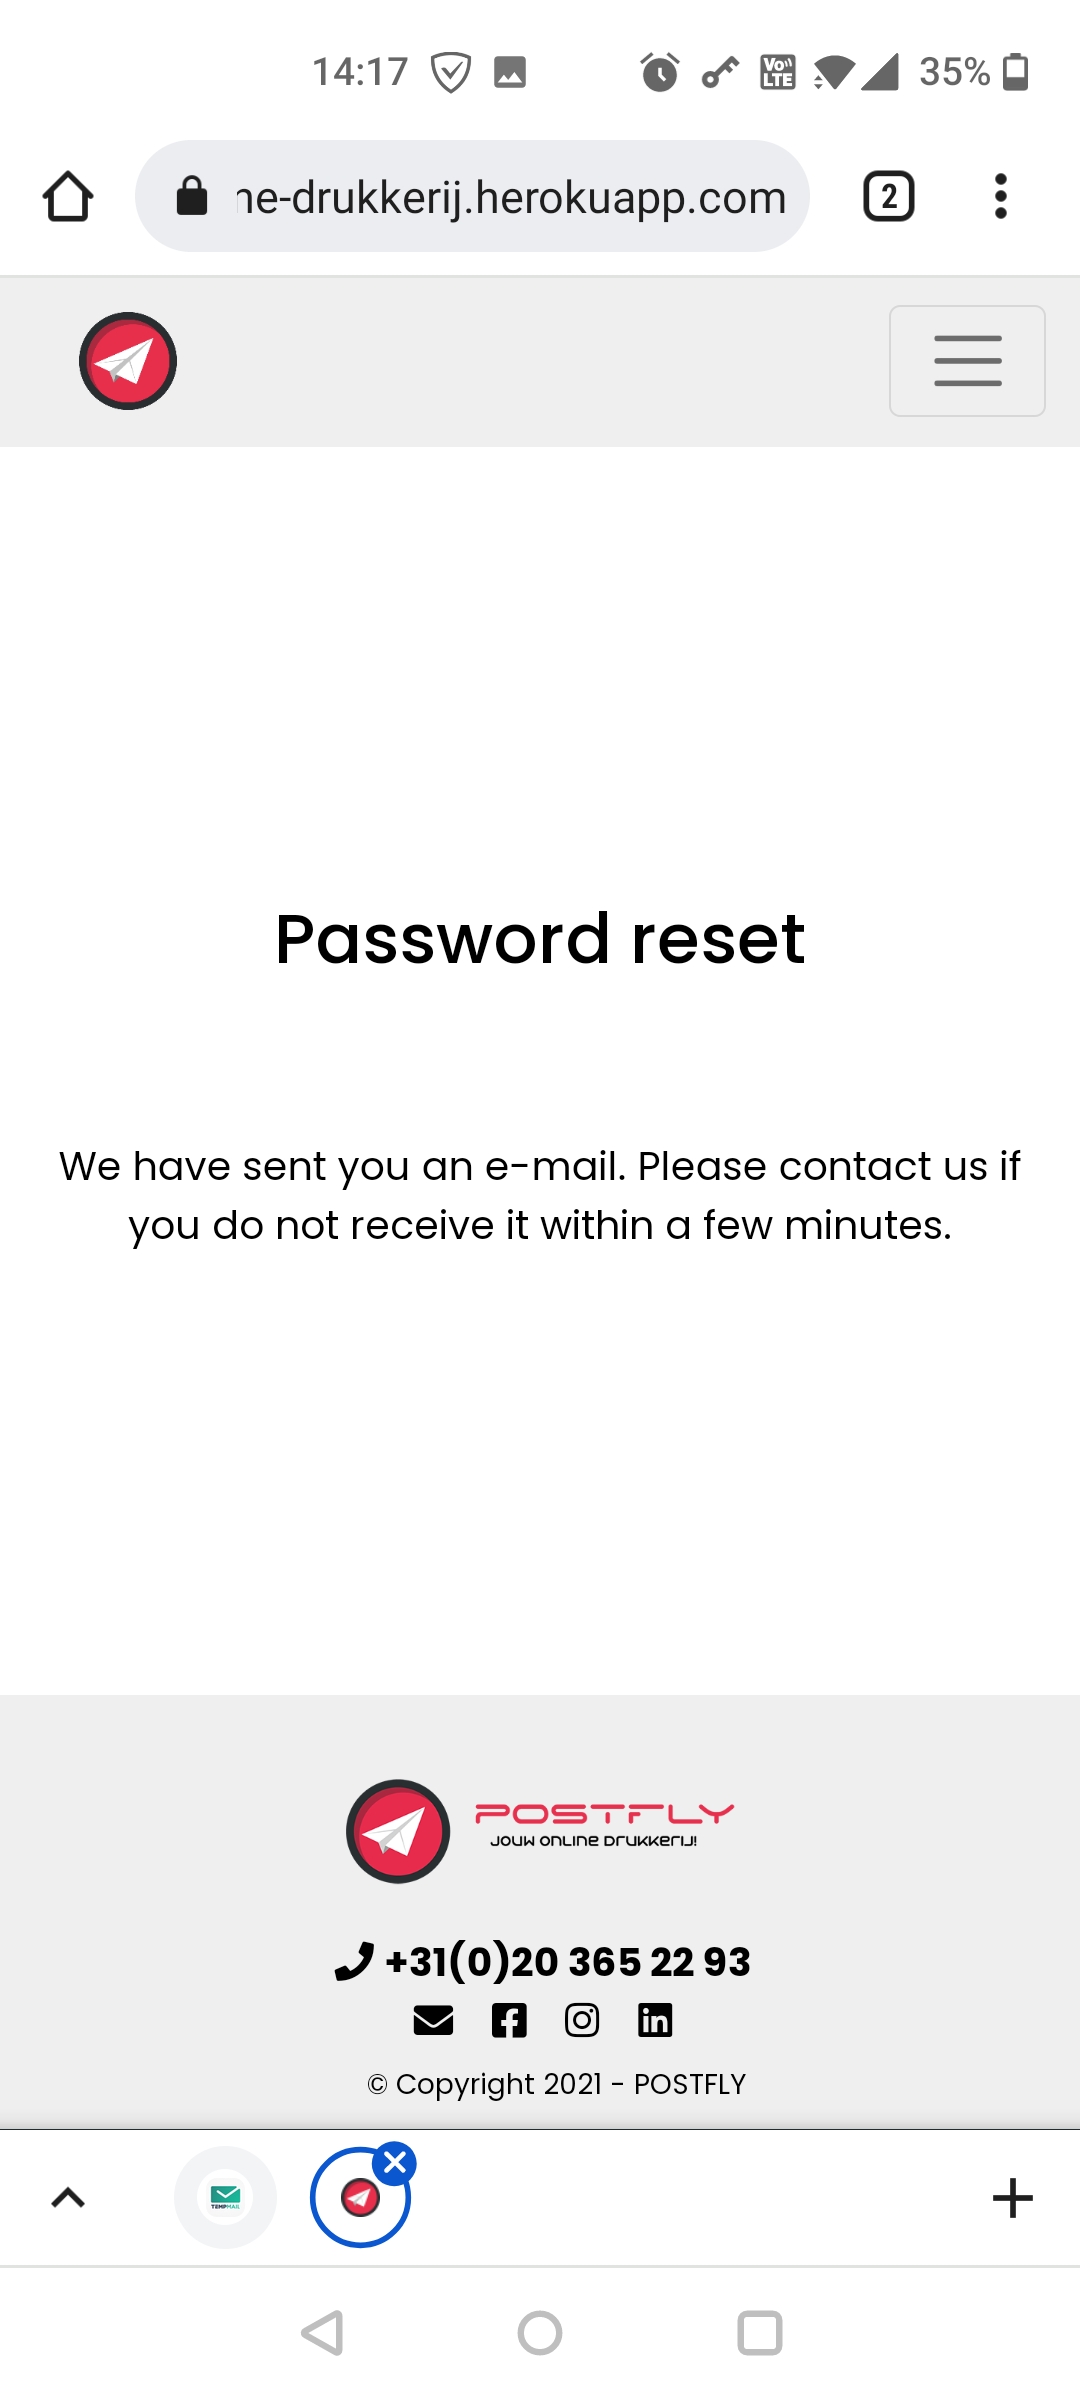 14:17
VoLTE
35%
ne-drukkerij.herokuapp.com
2
Password reset
We have sent you an e-mail. Please contact us if
you do not receive it within a few minutes.
POSTFLY
JOUW ONLINE DRUKKERIJ!
+31(0)20 365 22 93
© Copyright 2021 - POSTFLY
TEMPMAIL